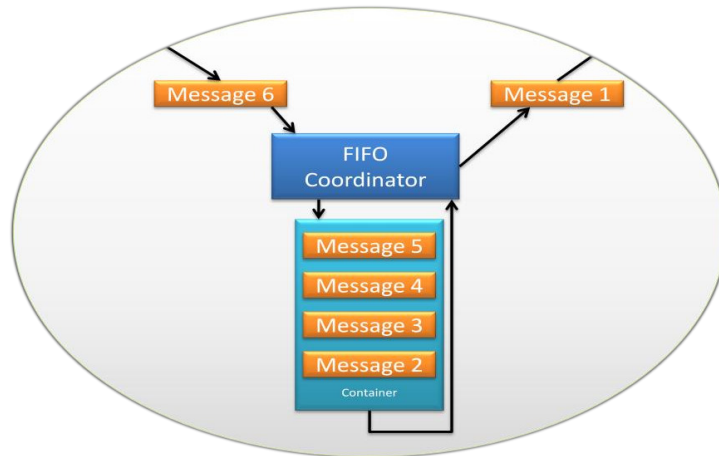 Message 6
Message 1
FIFO
Coordinator
Message 5
Message 4
Message 3
Message 2
Container